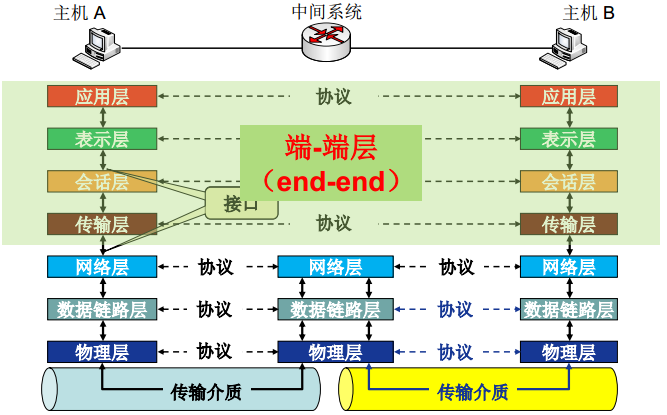 主机 A
中间系统
主机 B
应用层
协议
应用层
表示层
端-端层
表示层
(end-end)
会话层
会话层
接口
传输层
协议
传输层
网络层
协议
网络层
协议
网络层
数据链路层
协议
数据链路层
协议
数据链路层
物理层
协议
物理层
协议
物理层
传输介质
传输介质